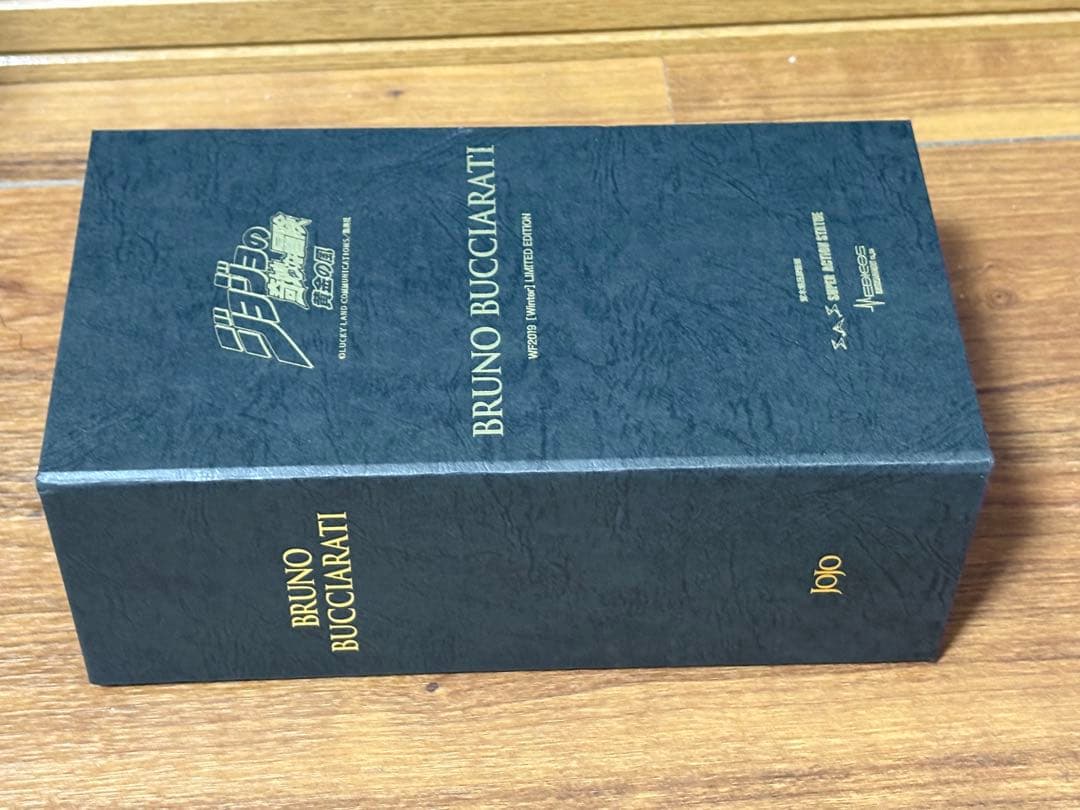 ジョジョの
奇妙な冒険
黄金の風
©LUCKY LAND COMMUNICATIONS/集英社
BRUNO BUCCIARATI
WF2019 [Winter] LIMITED EDITION
S.A.S SUPER ACTION STATUE
MEDICOS
BRUNO
BUCCIARATI
JOJO